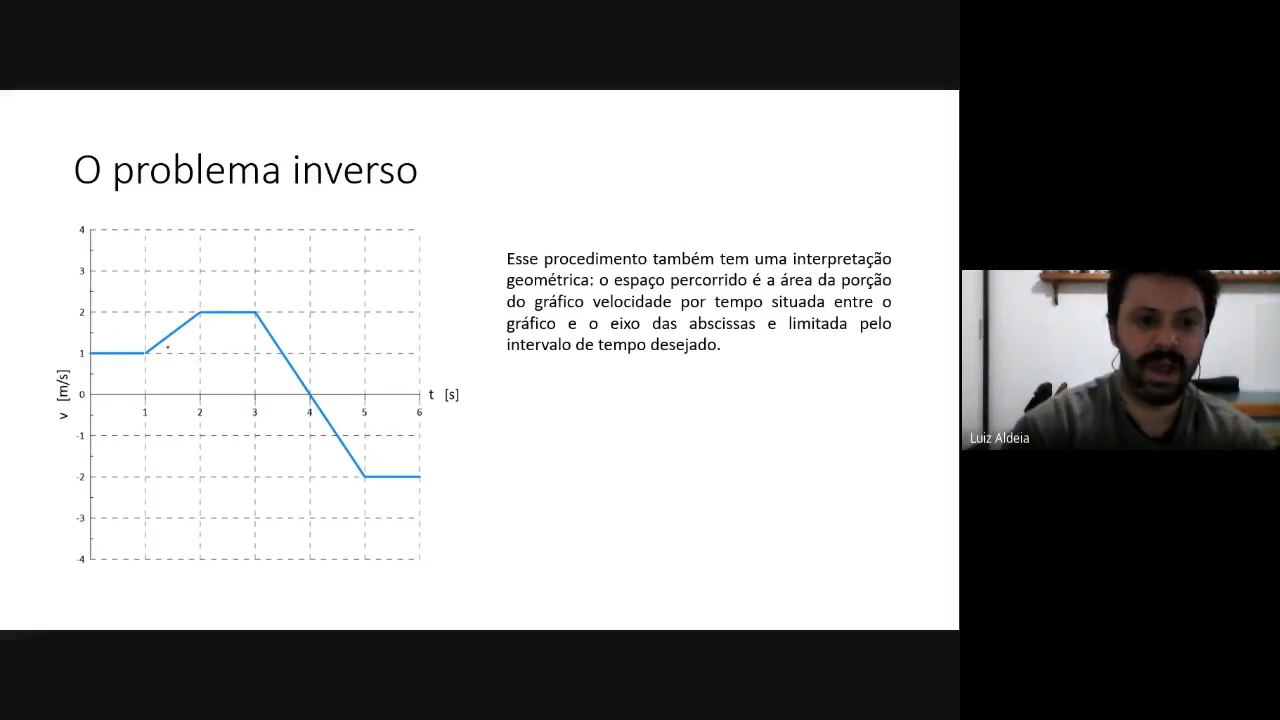 O problema inverso
4
3
2
1
0
-1
-2
-3
-4
v [m/s]
1 2 3 4 5 6
t [s]
Esse procedimento também tem uma interpretação
geométrica: o espaço percorrido é a área da porção
do gráfico velocidade por tempo situada entre o
gráfico e o eixo das abscissas e limitada pelo
intervalo de tempo desejado.
Luiz Aldeia